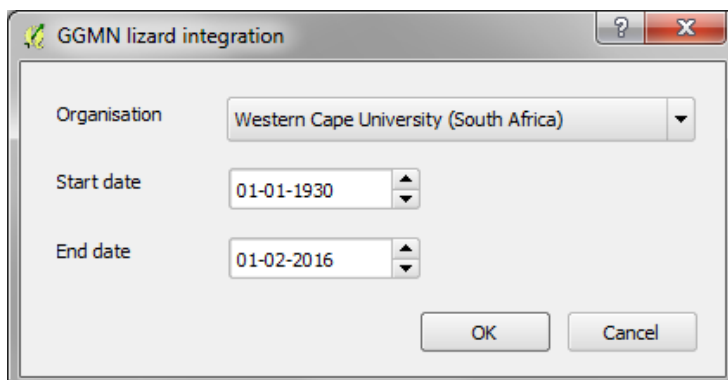 GGMN lizard integration
Organisation Western Cape University (South Africa)
Start date 01-01-1930
End date 01-02-2016
OK Cancel